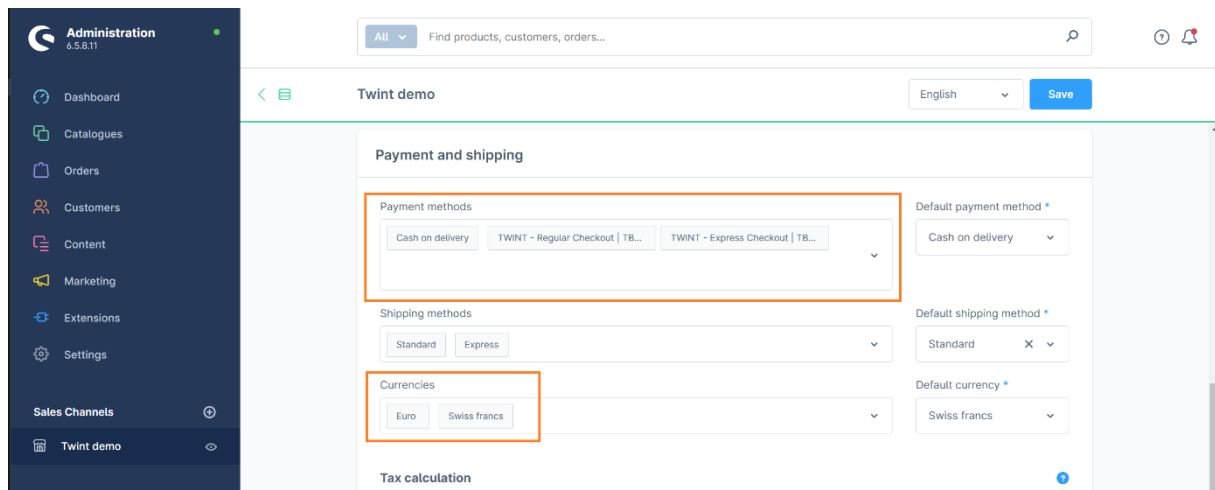 Administration
6.5.8.11
All
Find products, customers, orders...
Dashboard
Catalogues
Orders
Customers
Content
Marketing
Extensions
Settings
Sales Channels
Twint demo
Twint demo
English
Save
Payment and shipping
Payment methods
Default payment method *
Cash on delivery TWINT - Regular Checkout | TB... TWINT - Express Checkout | TB...
Cash on delivery
Shipping methods
Default shipping method *
Standard Express
Standard
Currencies
Default currency *
Euro Swiss francs
Swiss francs
Tax calculation